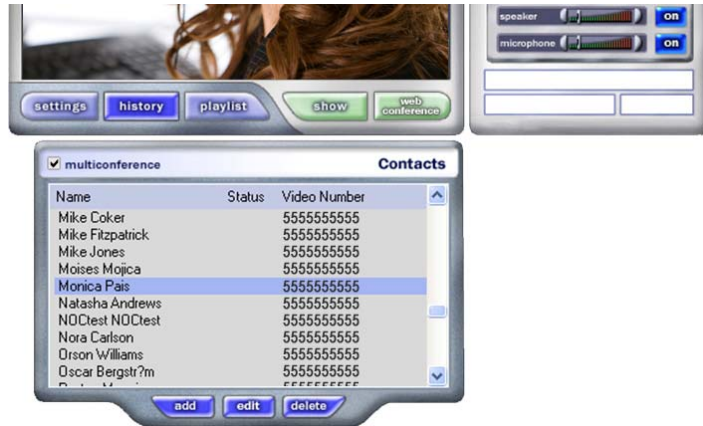 speaker on
microphone on
settings history playlist show web conference
multiconference Contacts
Name Status Video Number
Mike Coker 5555555555
Mike Fitzpatrick 5555555555
Mike Jones 5555555555
Moises Mojica 5555555555
Monica Pais 5555555555
Natasha Andrews 5555555555
NOCtest NOCtest 5555555555
Nora Carlson 5555555555
Orson Williams 5555555555
Oscar Bergstr?m 5555555555
add edit delete